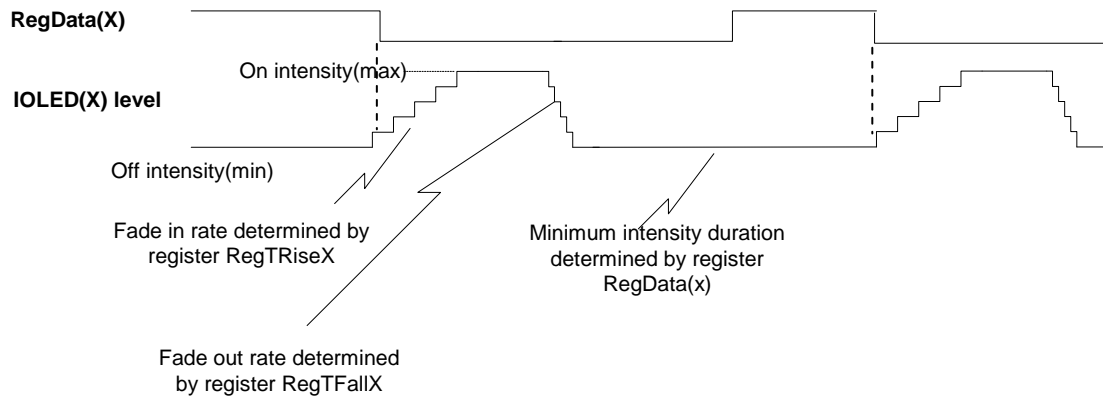 RegData(X)
On intensity(max)
IOLED(X) level
Off intensity(min)
Fade in rate determined by
register RegTRiseX
Minimum intensity duration
determined by register
RegData(x)
Fade out rate determined
by register RegTFallX